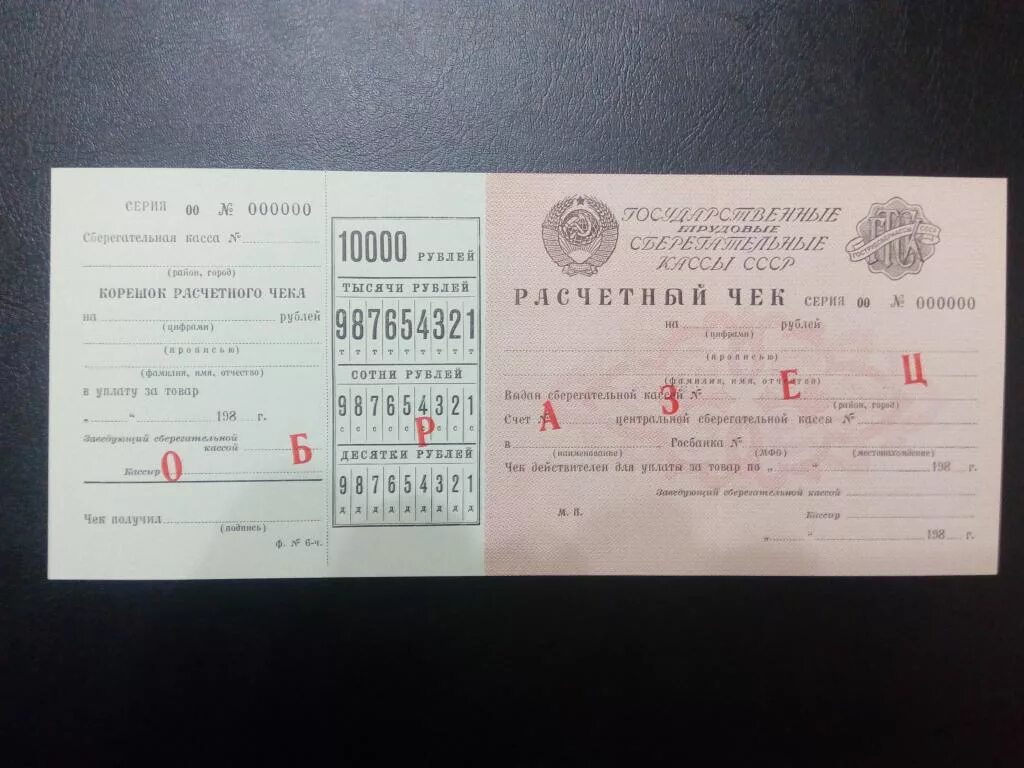 СЕРИЯ 00 № 000000
Сберегательная касса №
(район, город)
КОРЕШОК РАСЧЕТНОГО ЧЕКА
на рублей
(цифрами)
(прописью)
(фамилия, имя, отчество)
в уплату за товар
„ “ 198 г.
Заведующий сберегательной
кассой
Кассир
Чек получил
(подпись)
ф. № 6-ч.
10000 РУБЛЕЙ
ТЫСЯЧИ РУБЛЕЙ
9 8 7 6 5 4 3 2 1
т т т т т т т т т
СОТНИ РУБЛЕЙ
9 8 7 6 5 4 3 2 1
с с с с с с с с с
ДЕСЯТКИ РУБЛЕЙ
9 8 7 6 5 4 3 2 1
д д д д д д д д д
ГОСУДАРСТВЕННЫЕ
ТРУДОВЫЕ
СБЕРЕГАТЕЛЬНЫЕ
КАССЫ СССР
РАСЧЕТНЫЙ ЧЕК СЕРИЯ 00 № 000000
на рублей
(цифрами)
(прописью)
(фамилия, имя, отчество)
Выдан сберегательной кассой №
(район, город)
Счет № центральной сберегательной кассы №
в Госбанка №
(наименование) (МФО) (местонахождение)
Чек действителен для уплаты за товар по „ “ 198 г.
Заведующий сберегательной кассой
М. П.
Кассир
„ “ 198 г.
О Б Р А З Е Ц